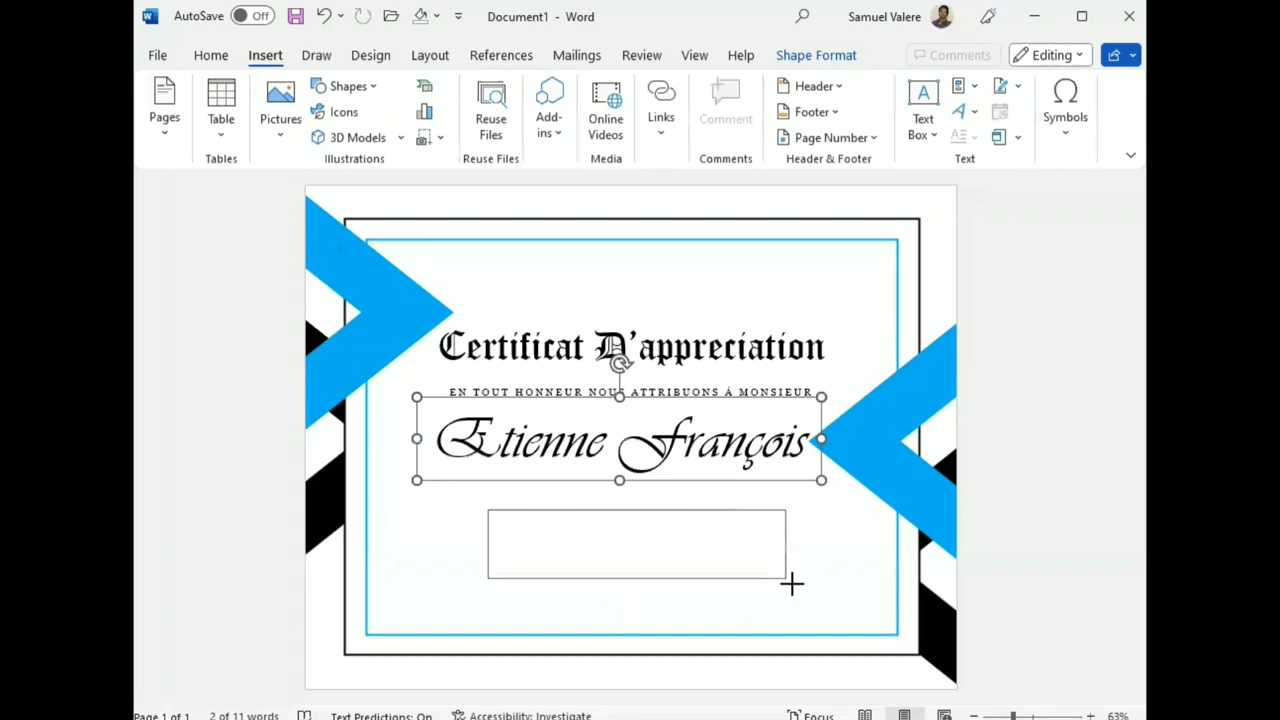 AutoSave Off Document1 - Word Samuel Valere
File Home Insert Draw Design Layout References Mailings Review View Help Shape Format Comments Editing
Pages
Table
Pictures
Shapes
Icons
3D Models
Reuse
Files
Add-
ins
Online
Videos
Links
Comment
Header
Footer
Page Number
A
Text
Box
Symbols
Tables Illustrations Reuse Files Media Comments Header & Footer Text
Certificat D'appreciation
EN TOUT HONNEUR NOUS ATTRIBUONS Á MONSIEUR
Etienne François
Page 1 of 1 2 of 11 words Text Predictions: On Accessibility: Investigate Focus 63%